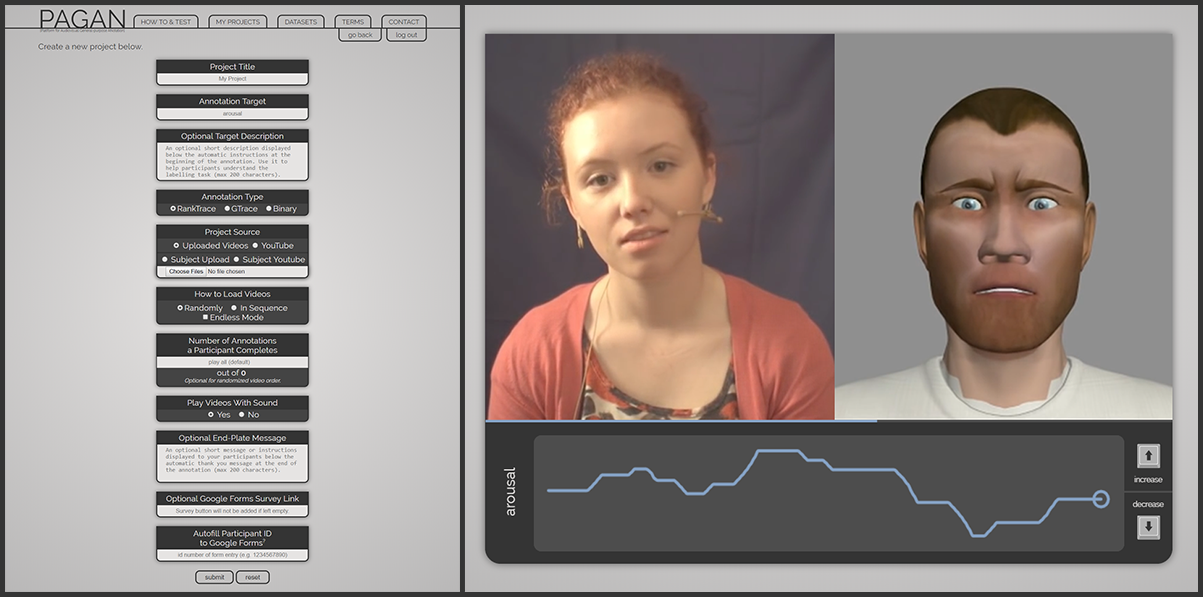 PAGAN
HOW TO & TEST
MY PROJECTS
DATASETS
TERMS
CONTACT
go back
log out
Create a new project below.
Project Title
My Project
Annotation Target
arousal
Optional Target Description
An optional short description displayed
below the automatic instructions at the
beginning of the annotation. Use it to
help participants understand the
labelling task (max 200 characters).
Annotation Type
RankTrace GTrace Binary
Project Source
Uploaded Videos YouTube
Subject Upload Subject Youtube
Choose Files No file chosen
How to Load Videos
Randomly In Sequence
Endless Mode
Number of Annotations
a Participant Completes
play all (default)
out of 0
Optional for randomized video order.
Play Videos With Sound
Yes No
Optional End-Plate Message
An optional short message or instructions
displayed to your participants below the
automatic thank you message at the end of
the annotation (max 200 characters).
Optional Google Forms Survey Link
Survey button will not be added if left empty
Autofill Participant ID
to Google Forms?
id number of form entry (e.g. 1234567890)
submit reset
arousal
increase
decrease